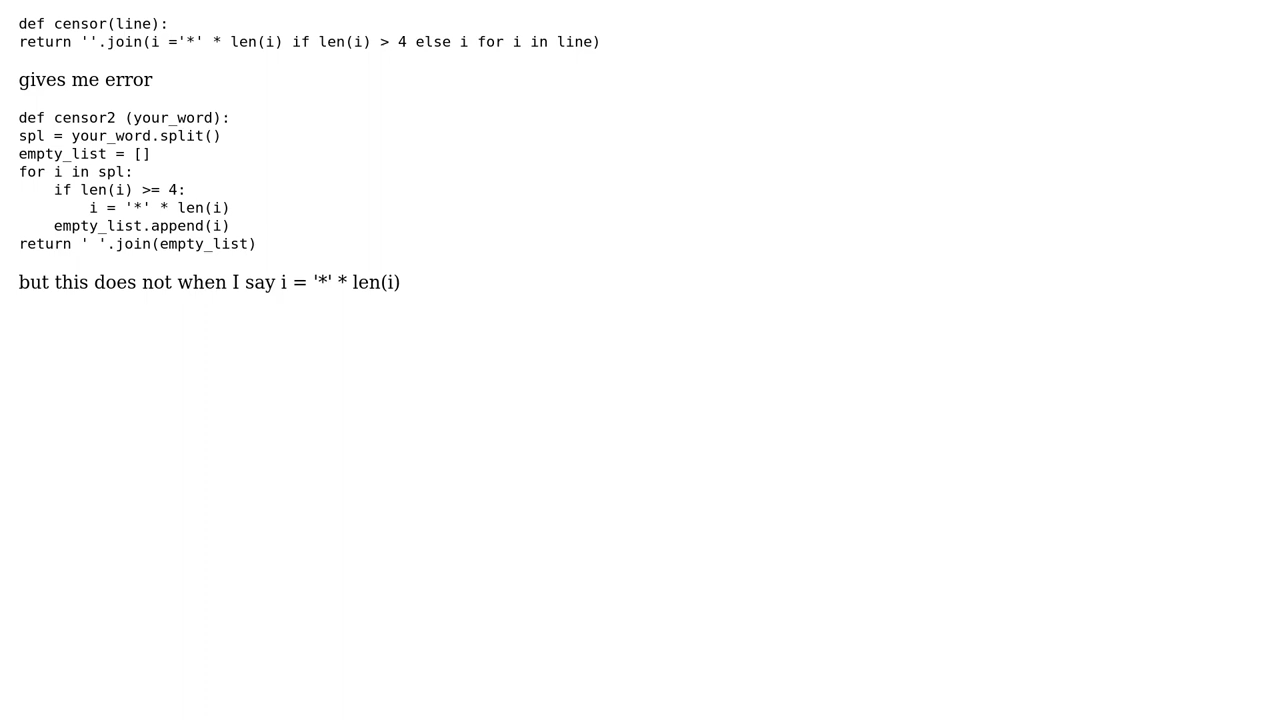 def censor(line):
return ''.join(i ='*' * len(i) if len(i) > 4 else i for i in line)
gives me error
def censor2 (your_word):
spl = your_word.split()
empty_list = []
for i in spl:
    if len(i) >= 4:
        i = '*' * len(i)
    empty_list.append(i)
return ' '.join(empty_list)
but this does not when I say i = '*' * len(i)